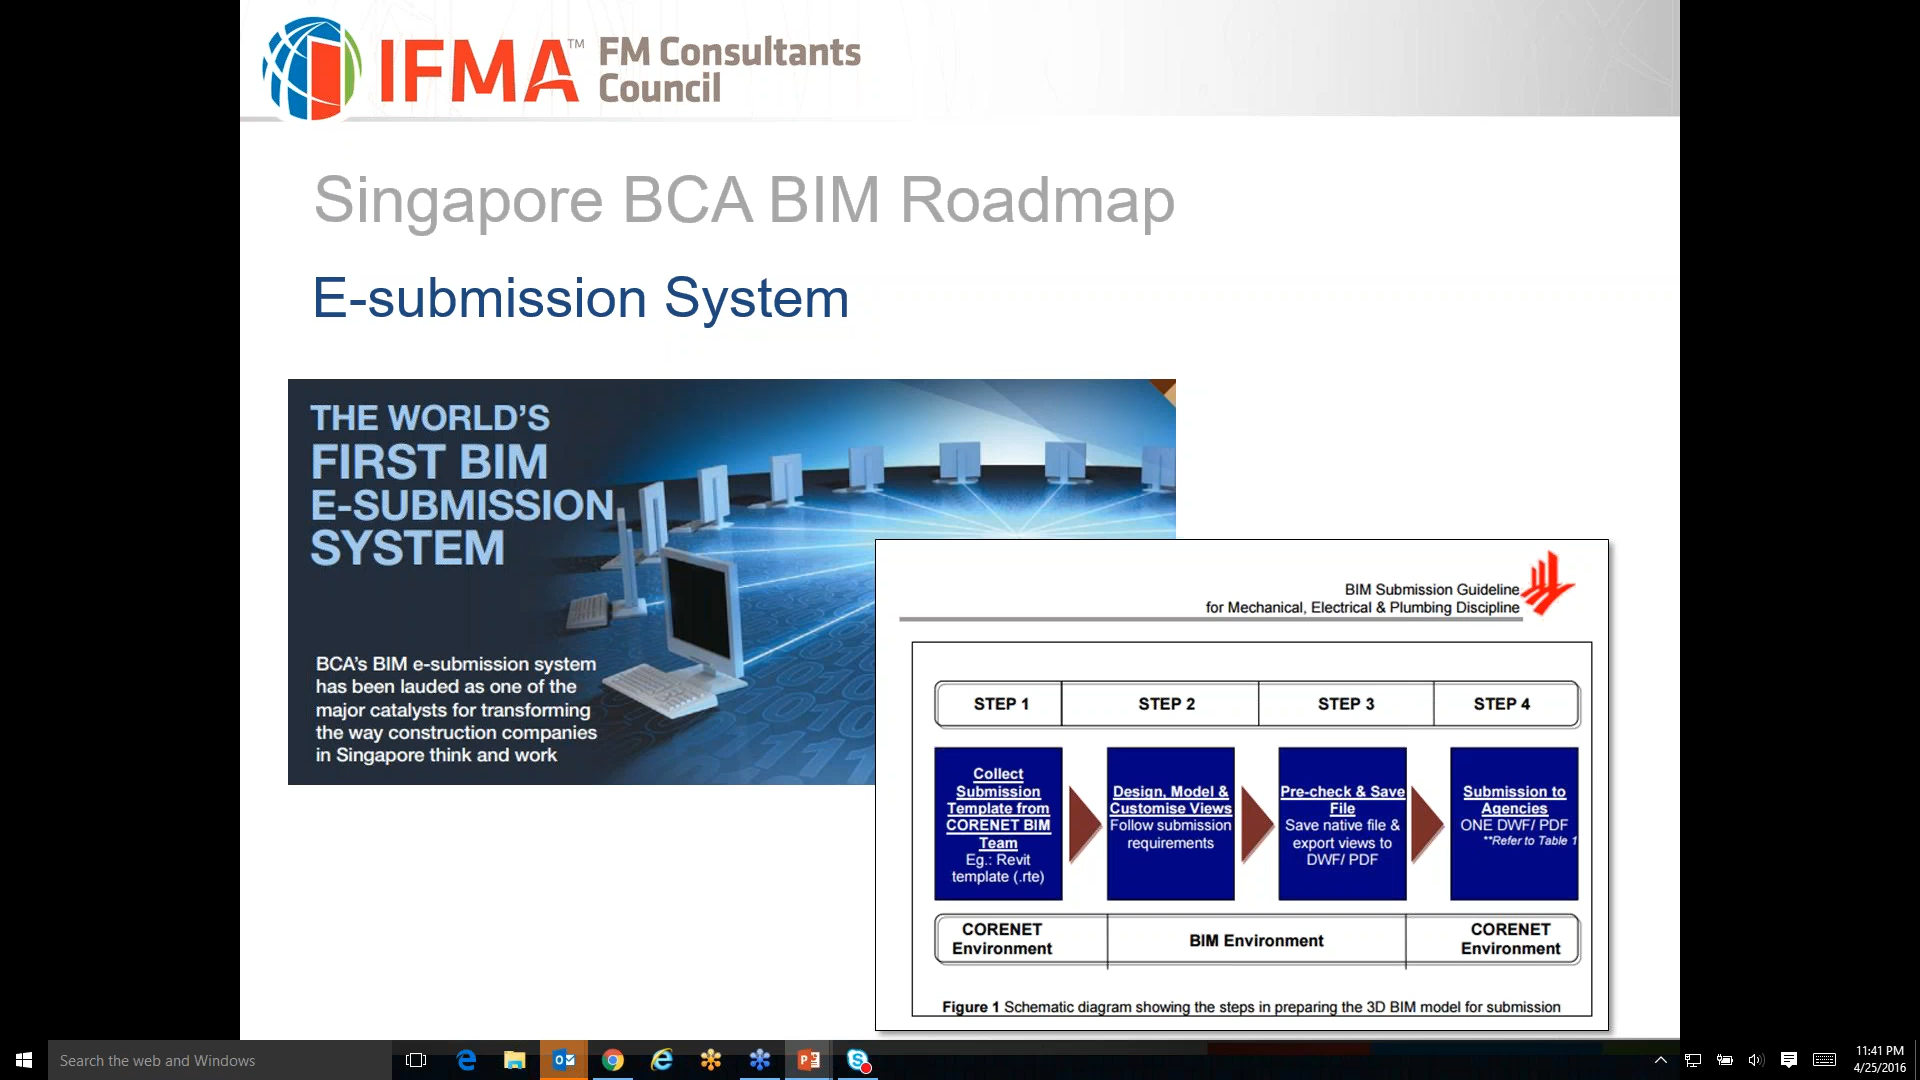 IFMA™ FM Consultants
Council
Singapore BCA BIM Roadmap
E-submission System
THE WORLD'S
FIRST BIM
E-SUBMISSION
SYSTEM
BCA's BIM e-submission system
has been lauded as one of the
major catalysts for transforming
the way construction companies
in Singapore think and work
BIM Submission Guideline
for Mechanical, Electrical & Plumbing Discipline
STEP 1
STEP 2
STEP 3
STEP 4
Collect
Submission
Template from
CORENET BIM
Team
Eg.: Revit
template (.rte)
Design, Model &
Customise Views
Follow submission
requirements
Pre-check & Save
File
Save native file &
export views to
DWF/ PDF
Submission to
Agencies
ONE DWF/ PDF
**Refer to Table 1
CORENET
Environment
BIM Environment
CORENET
Environment
Figure 1 Schematic diagram showing the steps in preparing the 3D BIM model for submission
Search the web and Windows
11:41 PM
4/25/2016